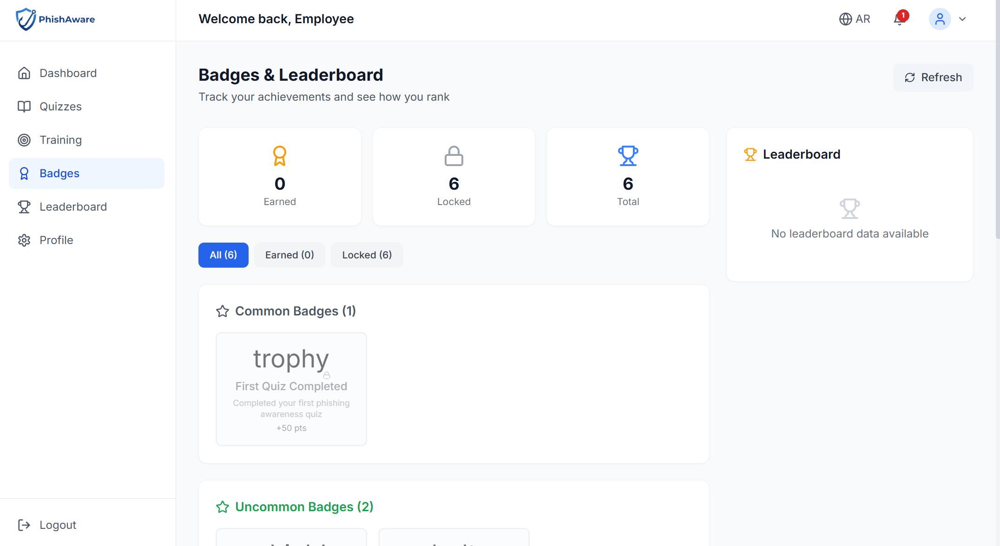 PhishAware
Welcome back, Employee
AR
1
Dashboard
Quizzes
Training
Badges
Leaderboard
Profile
Logout
Badges & Leaderboard
Track your achievements and see how you rank
Refresh
0
Earned
6
Locked
6
Total
All (6)
Earned (0)
Locked (6)
Common Badges (1)
trophy
First Quiz Completed
Completed your first phishing
awareness quiz
+50 pts
Uncommon Badges (2)
Leaderboard
No leaderboard data available